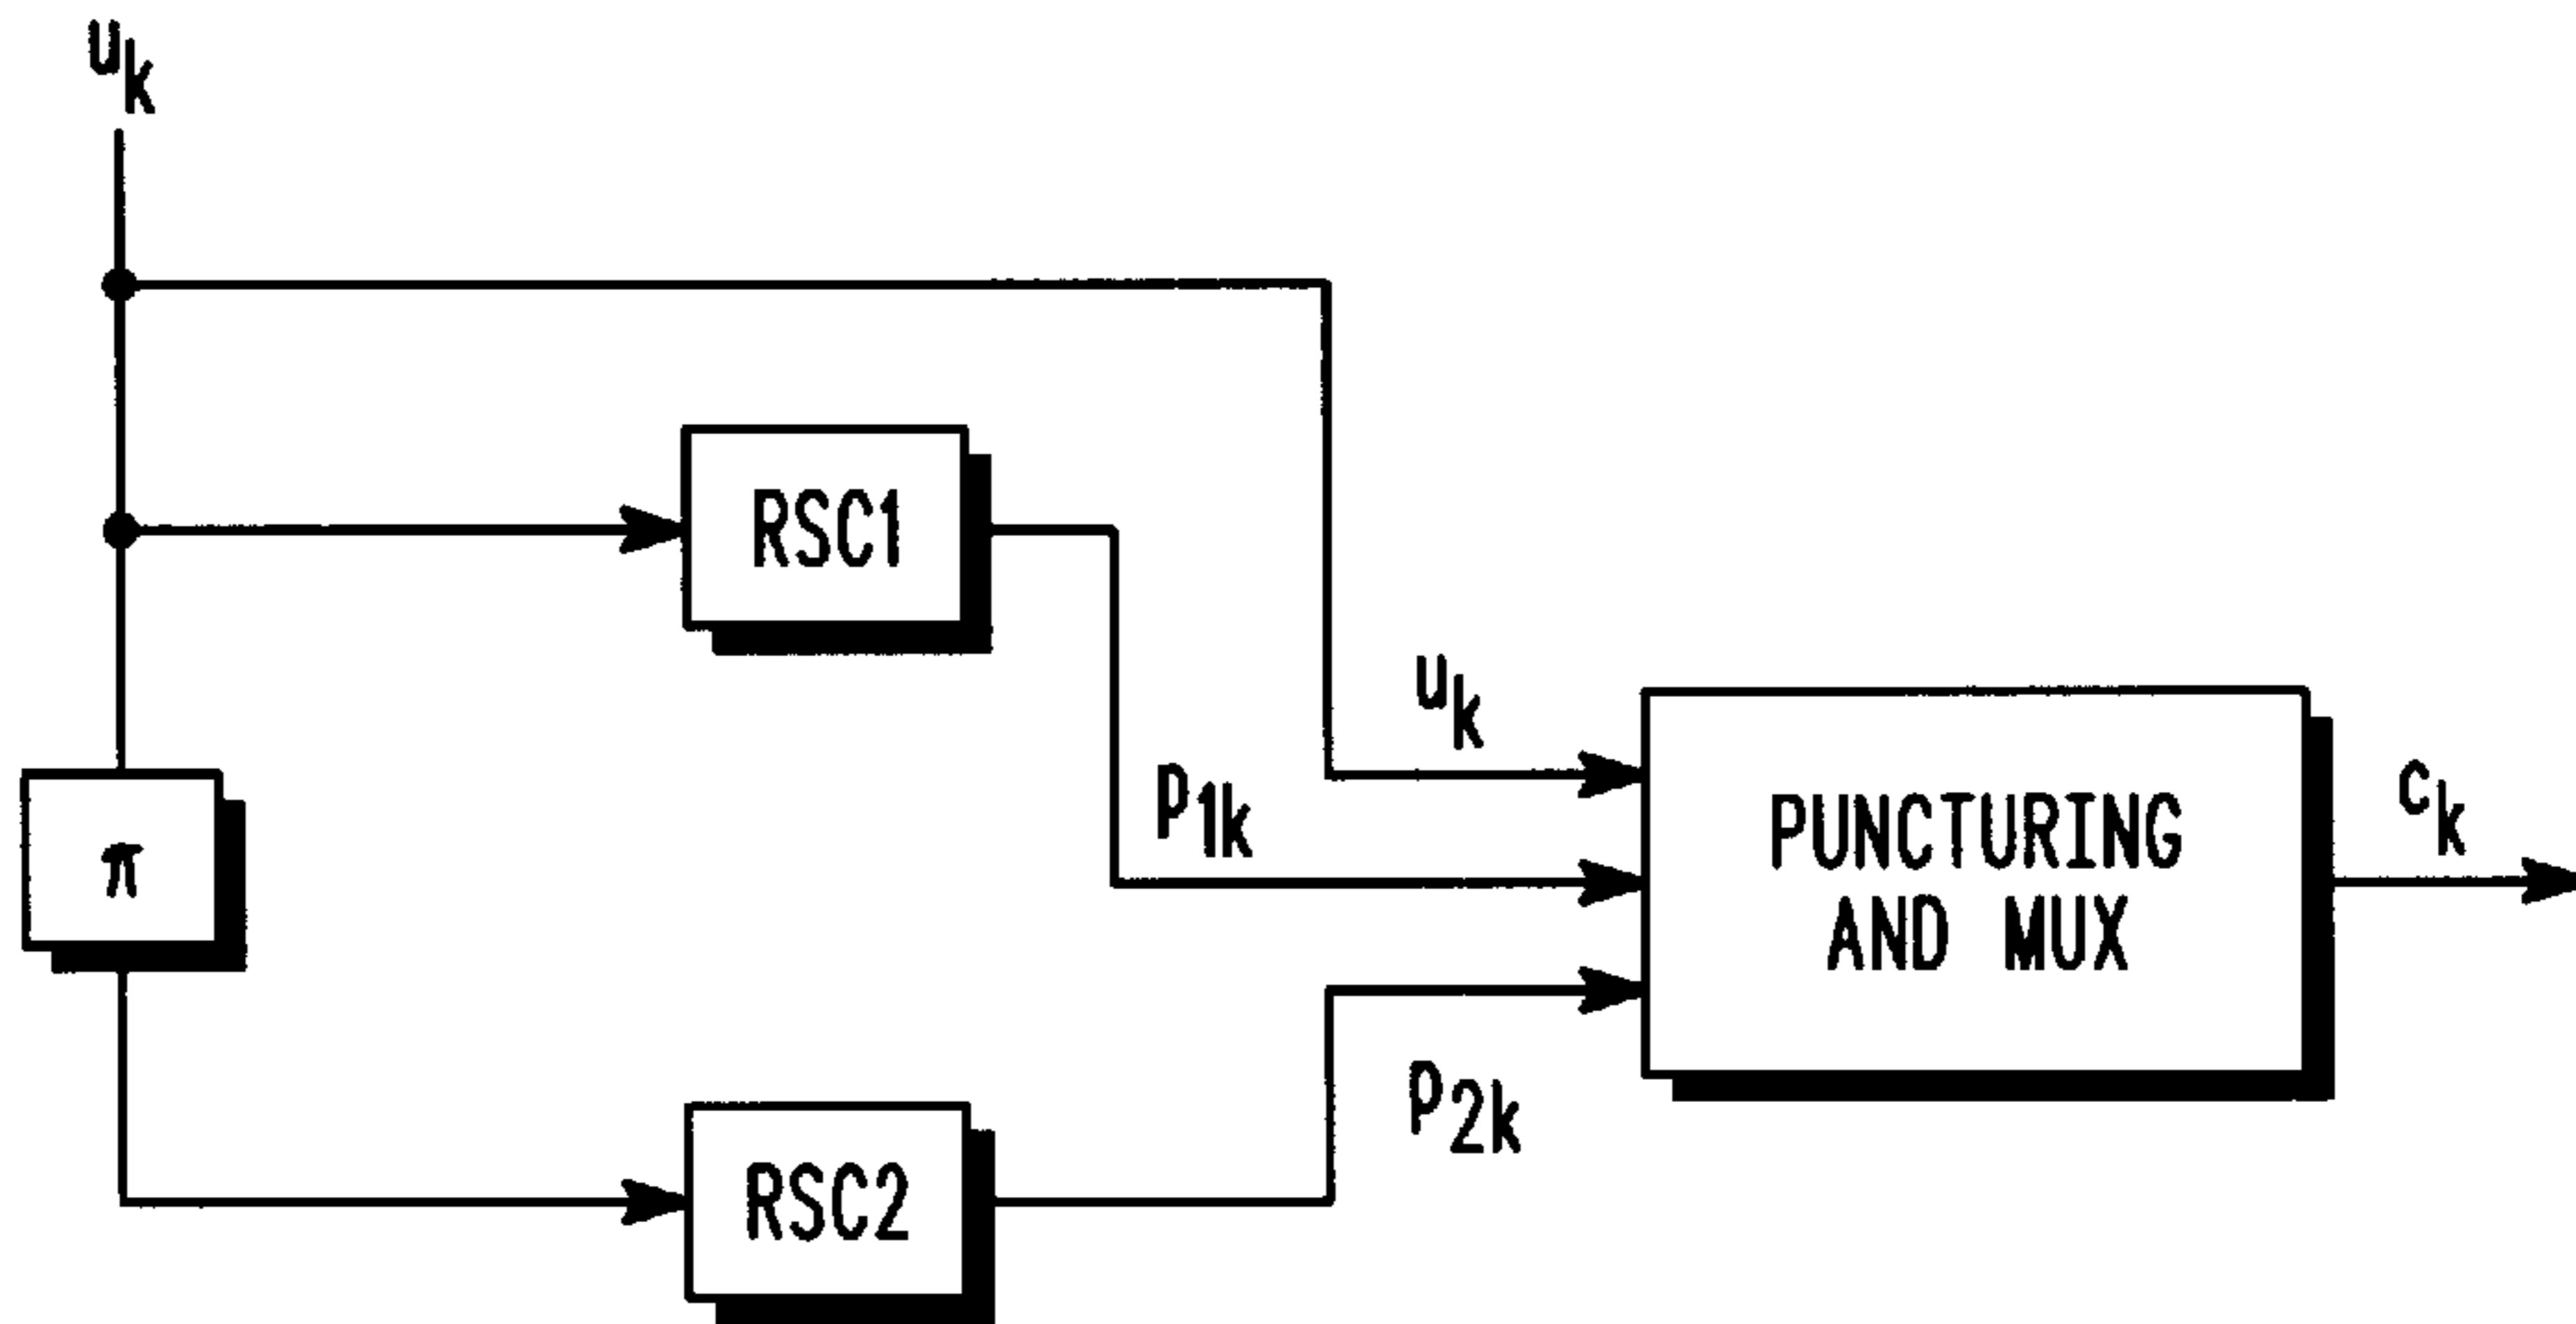 u_k
RSC1
u_k
p_1k
π
PUNCTURING
AND MUX
c_k
p_2k
RSC2